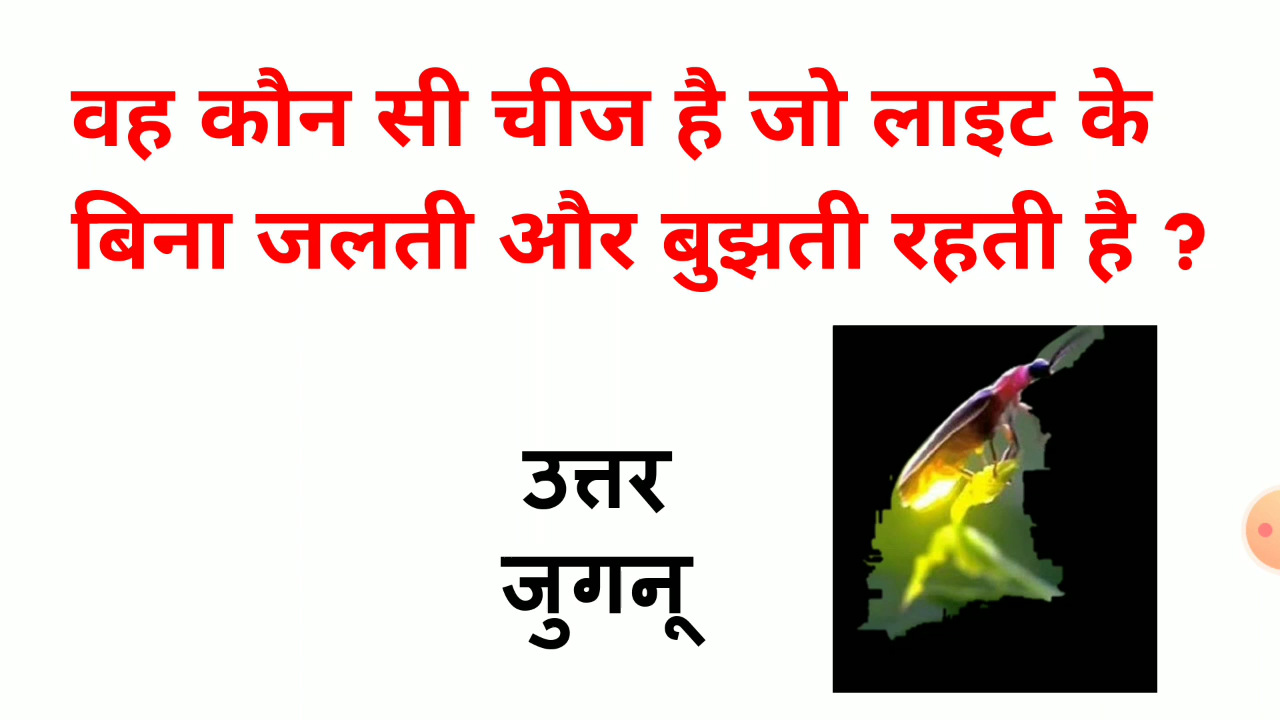 वह कौन सी चीज है जो लाइट के
बिना जलती और बुझती रहती है ?
उत्तर
जुगनू